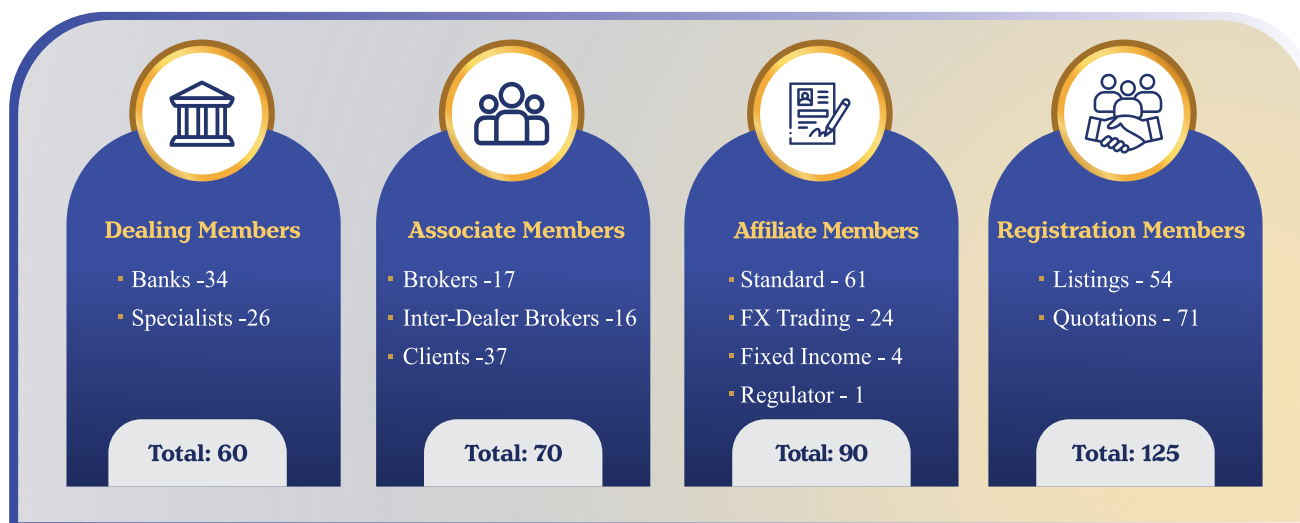 Dealing Members
Banks -34
Specialists -26
Total: 60
Associate Members
Brokers -17
Inter-Dealer Brokers -16
Clients -37
Total: 70
Affiliate Members
Standard - 61
FX Trading - 24
Fixed Income - 4
Regulator - 1
Total: 90
Registration Members
Listings - 54
Quotations - 71
Total: 125